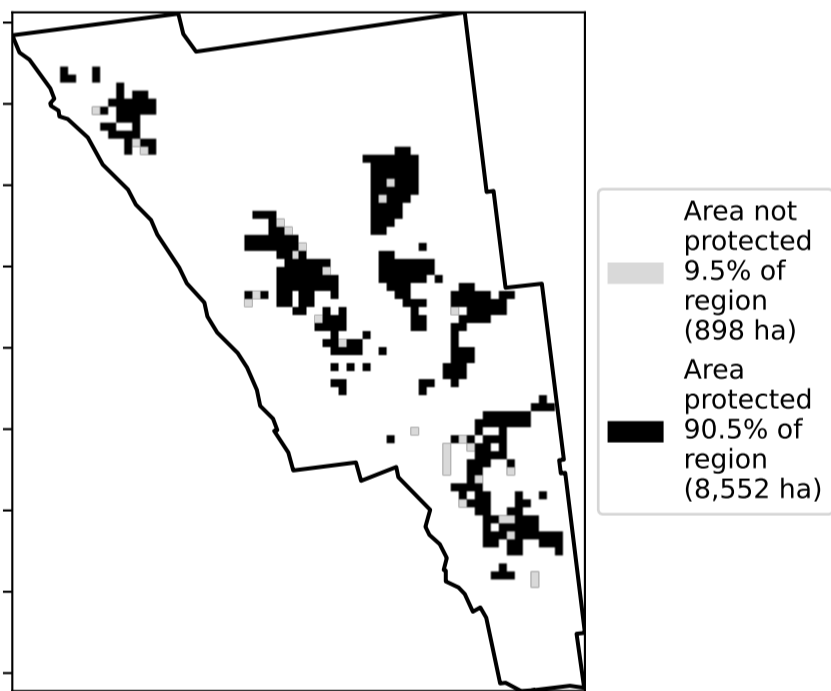 Area not
protected
9.5% of
region
(898 ha)
Area
protected
90.5% of
region
(8,552 ha)